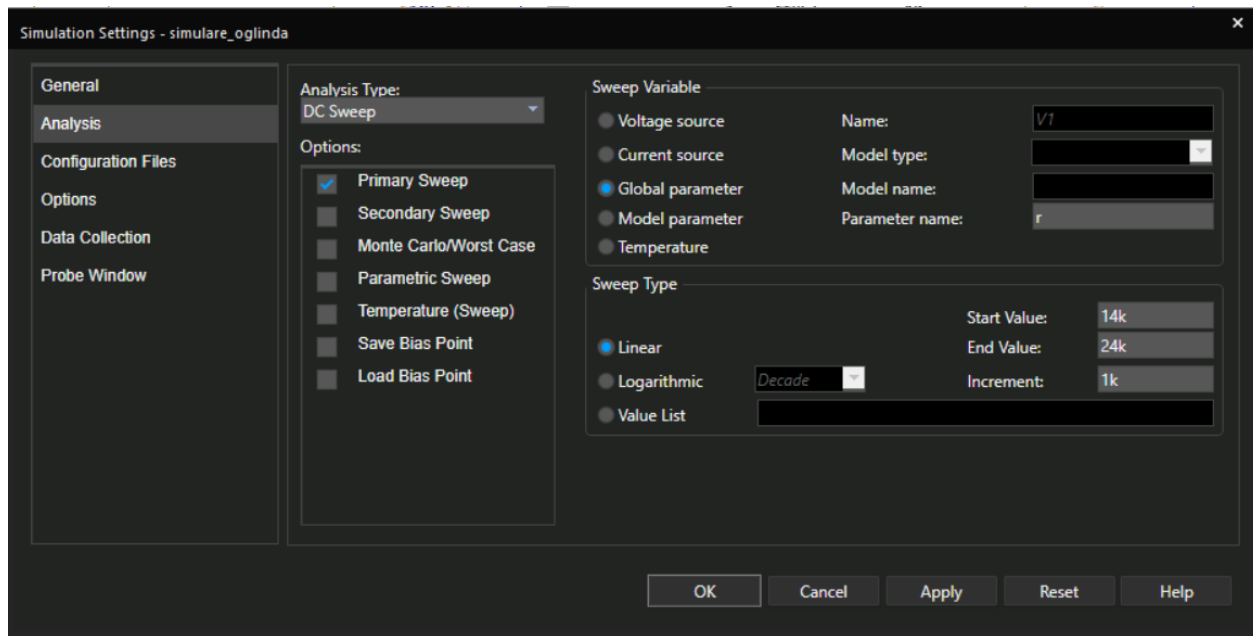 Simulation Settings - simulare_oglinda
×
General
Analysis
Configuration Files
Options
Data Collection
Probe Window
Analysis Type:
DC Sweep
Options:
Primary Sweep
Secondary Sweep
Monte Carlo/Worst Case
Parametric Sweep
Temperature (Sweep)
Save Bias Point
Load Bias Point
Sweep Variable
Voltage source
Name:
V1
Current source
Model type:
Global parameter
Model name:
Model parameter
Parameter name:
r
Temperature
Sweep Type
Start Value:
14k
Linear
End Value:
24k
Logarithmic
Decade
Increment:
1k
Value List
OK
Cancel
Apply
Reset
Help